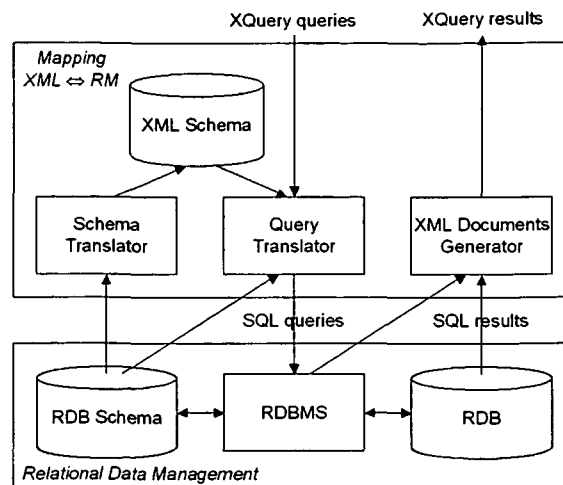 XQuery queries
XQuery results
Mapping
XML ⇔ RM
XML Schema
Schema
Translator
Query
Translator
XML Documents
Generator
SQL queries
SQL results
RDB Schema
RDBMS
RDB
Relational Data Management